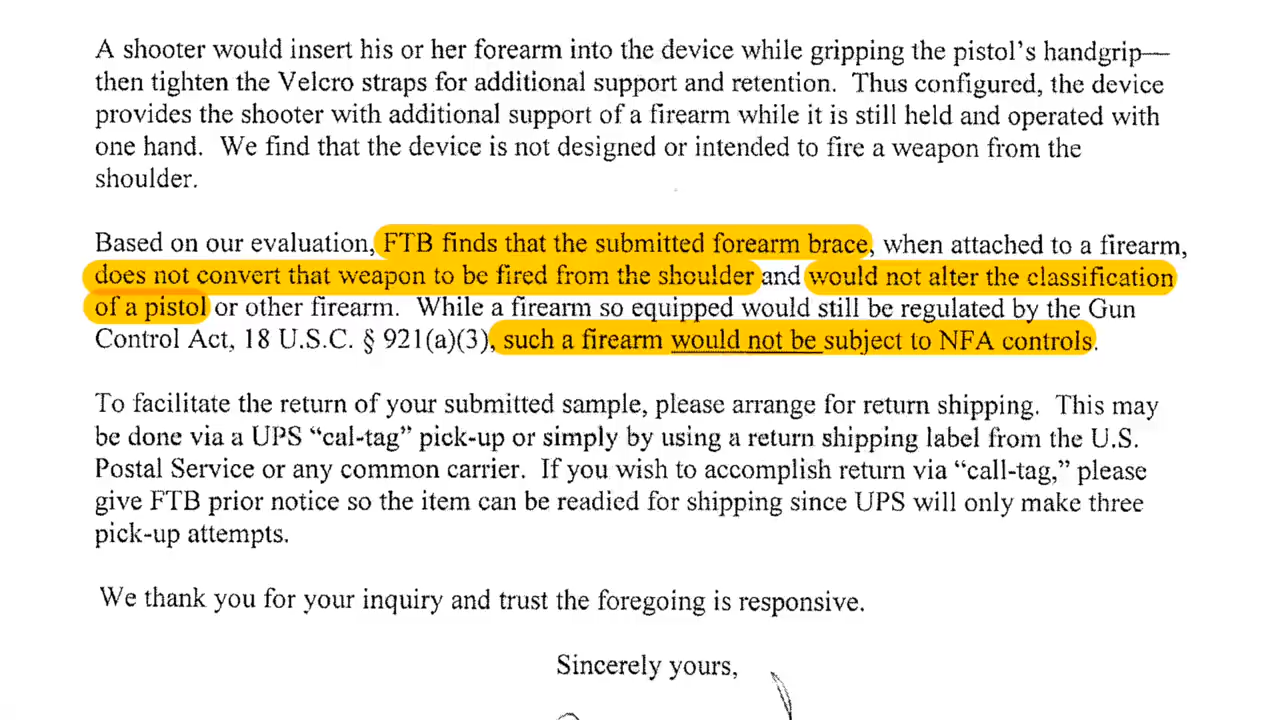 A shooter would insert his or her forearm into the device while gripping the pistol's handgrip—
then tighten the Velcro straps for additional support and retention.  Thus configured, the device
provides the shooter with additional support of a firearm while it is still held and operated with
one hand.  We find that the device is not designed or intended to fire a weapon from the
shoulder.
Based on our evaluation, FTB finds that the submitted forearm brace, when attached to a firearm,
does not convert that weapon to be fired from the shoulder and would not alter the classification
of a pistol or other firearm.  While a firearm so equipped would still be regulated by the Gun
Control Act, 18 U.S.C. § 921(a)(3), such a firearm would not be subject to NFA controls.
To facilitate the return of your submitted sample, please arrange for return shipping.  This may
be done via a UPS “cal-tag” pick-up or simply by using a return shipping label from the U.S.
Postal Service or any common carrier.  If you wish to accomplish return via “call-tag,” please
give FTB prior notice so the item can be readied for shipping since UPS will only make three
pick-up attempts.
We thank you for your inquiry and trust the foregoing is responsive.
Sincerely yours,